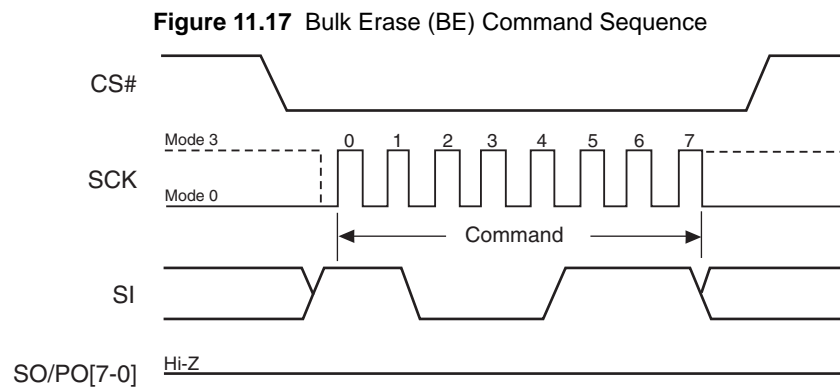 Figure 11.17 Bulk Erase (BE) Command Sequence
CS#
Mode 3
0 1 2 3 4 5 6 7
SCK
Mode 0
Command
SI
Hi-Z
SO/PO[7-0]